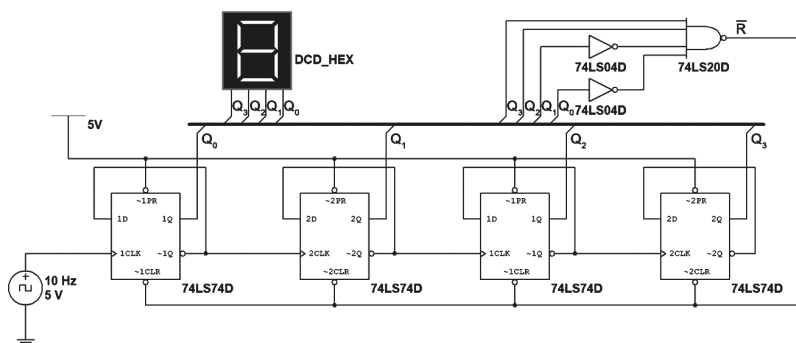 DCD_HEX
Q3 Q2 Q1 Q0
5V
Q0
Q1
Q3 Q2 Q1 Q0
74LS04D
74LS04D
74LS20D
R̅
Q2
Q3
~1PR
1D 1Q
1CLK ~1Q
~1CLR
74LS74D
~2PR
2D 2Q
2CLK ~2Q
~2CLR
74LS74D
~1PR
1D 1Q
1CLK ~1Q
~1CLR
74LS74D
~2PR
2D 2Q
2CLK ~2Q
~2CLR
74LS74D
10 Hz
5 V